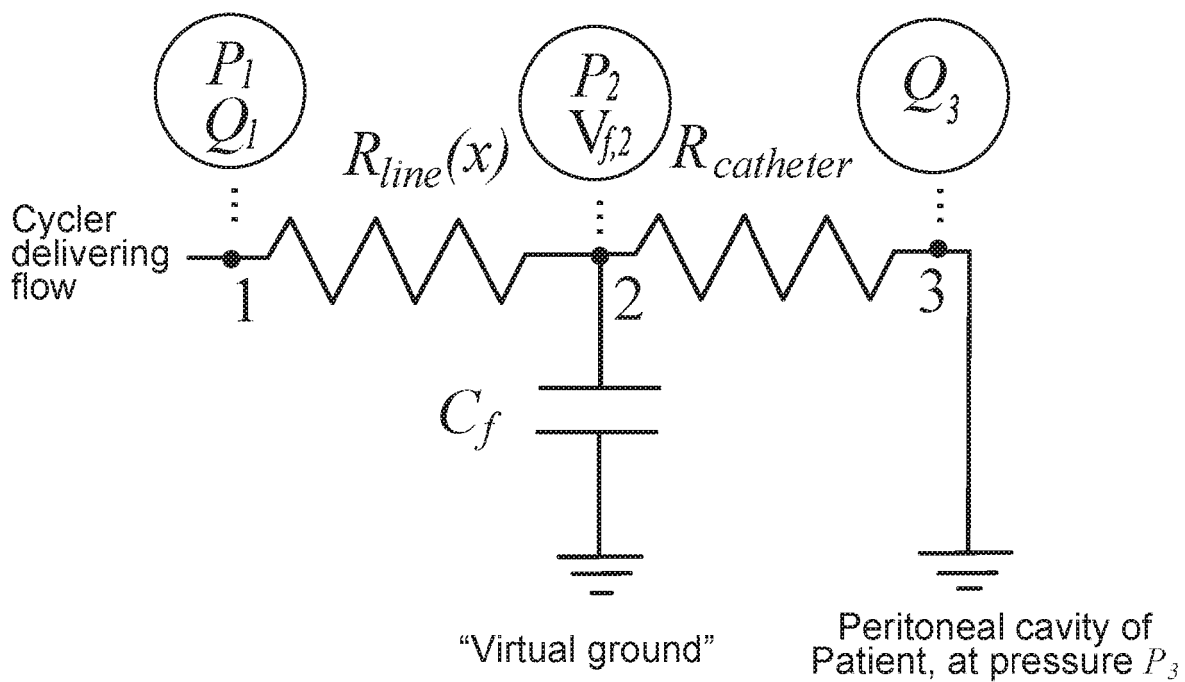 P1
Q1
P2
Vf,2
Q3
Rline(x)
Rcatheter
Cycler
delivering
flow
1
2
3
Cf
“Virtual ground”
Peritoneal cavity of
Patient, at pressure P3